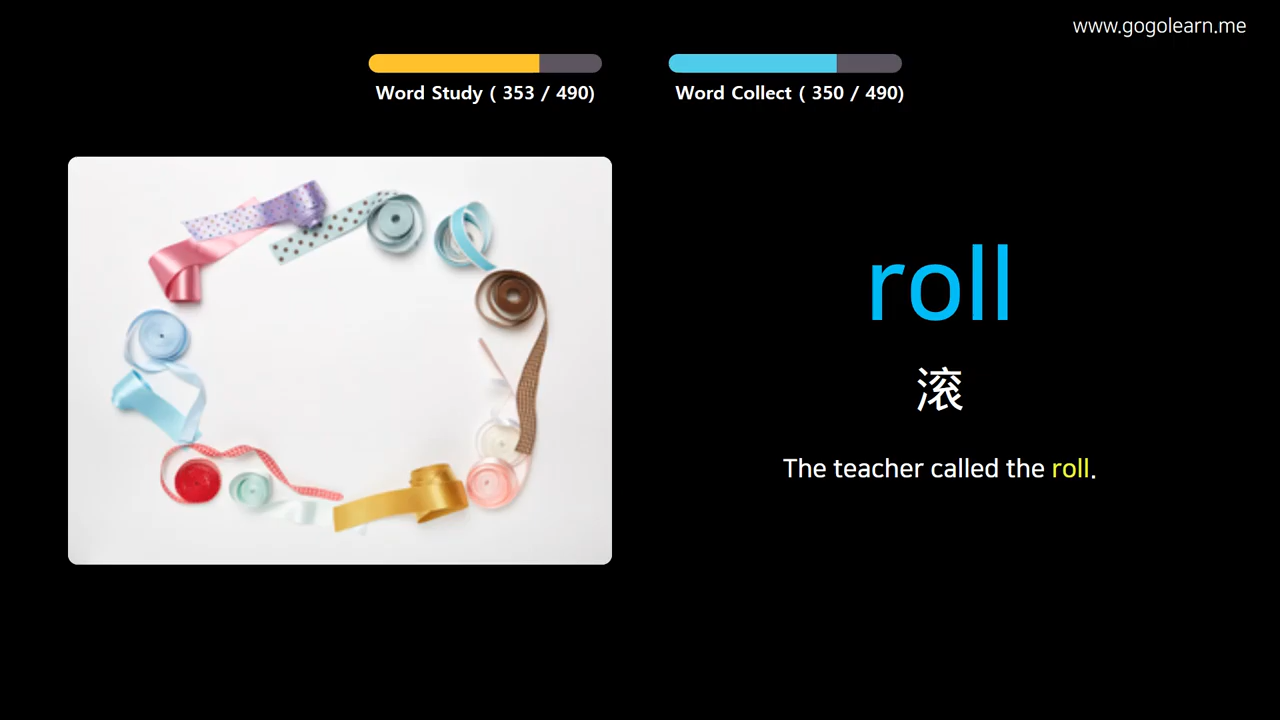 www.gogolearn.me
Word Study ( 353 / 490)
Word Collect ( 350 / 490)
roll
滚
The teacher called the roll.